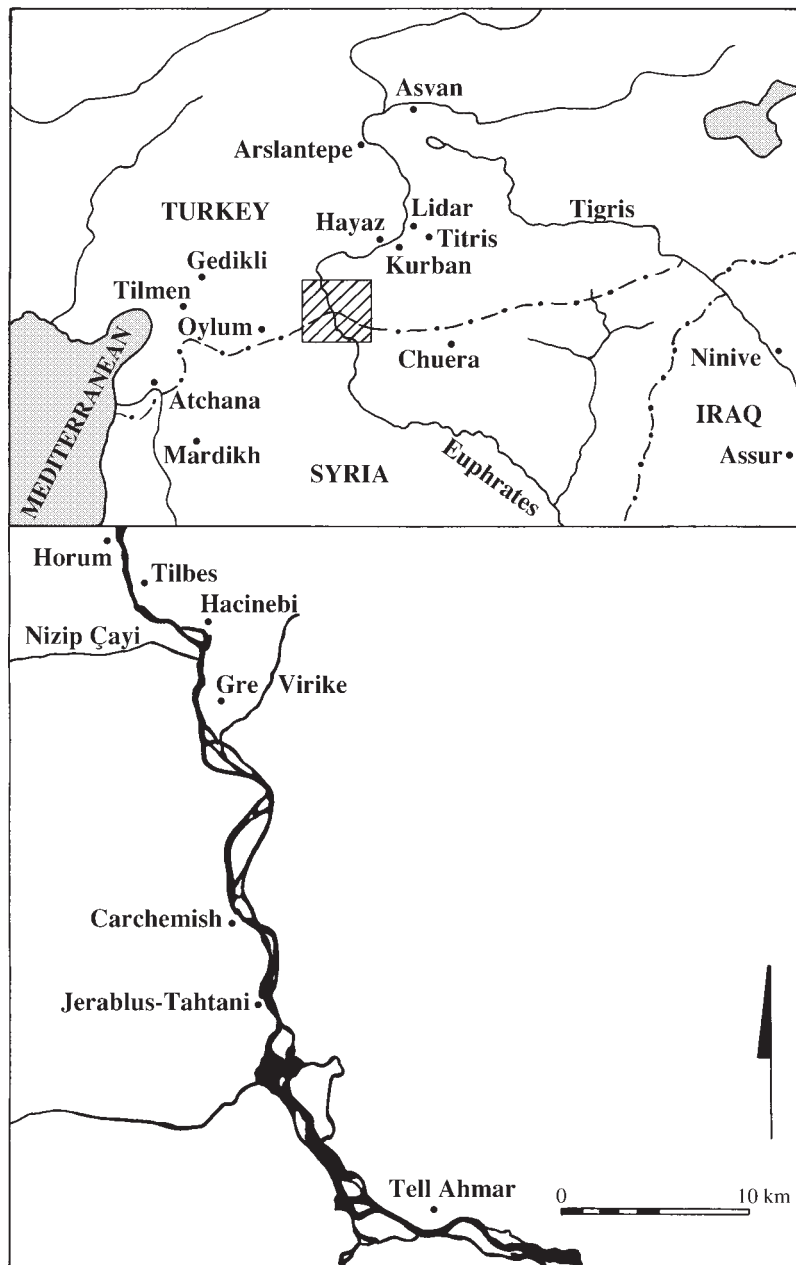 Asvan
Arslantepe
TURKEY
Lidar
Tigris
Hayaz
Titris
Gedikli
Kurban
Tilmen
Oylum
Chuera
Ninive
MEDITERRANEAN
Atchana
IRAQ
Mardikh
SYRIA
Euphrates
Assur
Horum
Tilbes
Hacinebi
Nizip Çayi
Gre Virike
Carchemish
Jerablus-Tahtani
Tell Ahmar
0 10 km